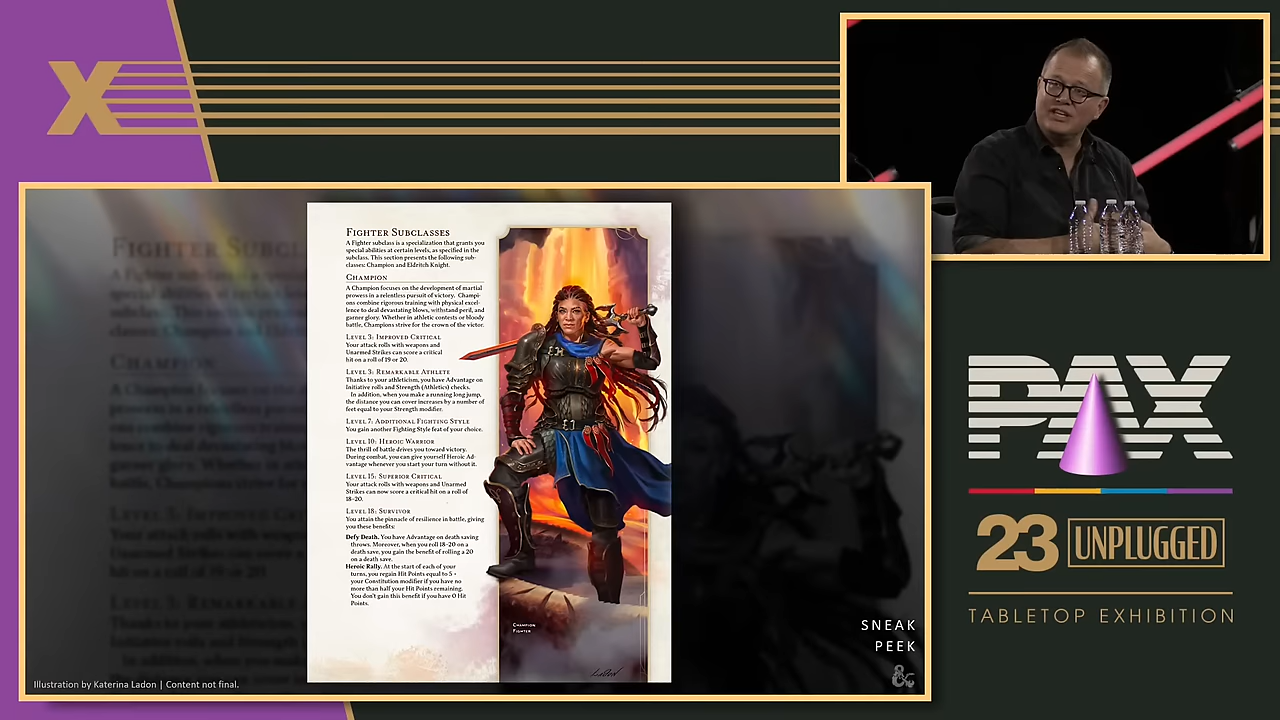 X
FIGHTER SUBCLASSES
A Fighter subclass is a specialization that grants you
special abilities at certain levels, as specified in the
subclass. This section presents the following sub-
classes: Champion and Eldritch Knight.
CHAMPION
A Champion focuses on the development of martial
prowess in a relentless pursuit of victory. Champi-
ons combine rigorous training with physical excel-
lence to deal devastating blows, withstand peril, and
garner glory. Whether in athletic contests or bloody
battle, Champions strive for the crown of the victor.
LEVEL 3: IMPROVED CRITICAL
Your attack rolls with weapons and
Unarmed Strikes can score a critical
hit on a roll of 19 or 20.
LEVEL 3: REMARKABLE ATHLETE
Thanks to your athleticism, you have Advantage on
Initiative rolls and Strength (Athletics) checks.
In addition, when you make a running long jump,
the distance you can cover increases by a number of
feet equal to your Strength modifier.
LEVEL 7: ADDITIONAL FIGHTING STYLE
You gain another Fighting Style feat of your choice.
LEVEL 10: HEROIC WARRIOR
The thrill of battle drives you toward victory.
During combat, you can give yourself Heroic Ad-
vantage whenever you start your turn without it.
LEVEL 15: SUPERIOR CRITICAL
Your attack rolls with weapons and Unarmed
Strikes can now score a critical hit on a roll of
18–20.
LEVEL 18: SURVIVOR
You attain the pinnacle of resilience in battle, giving
you these benefits:
Defy Death. You have Advantage on death saving
throws. Moreover, when you roll 18–20 on a
death save, you gain the benefit of rolling a 20
on a death save.
Heroic Rally. At the start of each of your
turns, you regain Hit Points equal to 5 +
your Constitution modifier if you have no
more than half your Hit Points remaining.
You don't gain this benefit if you have 0 Hit
Points.
CHAMPION
FIGHTER
SNEAK
PEEK
Illustration by Katerina Ladon | Content not final.
PAX
23 UNPLUGGED
TABLETOP EXHIBITION